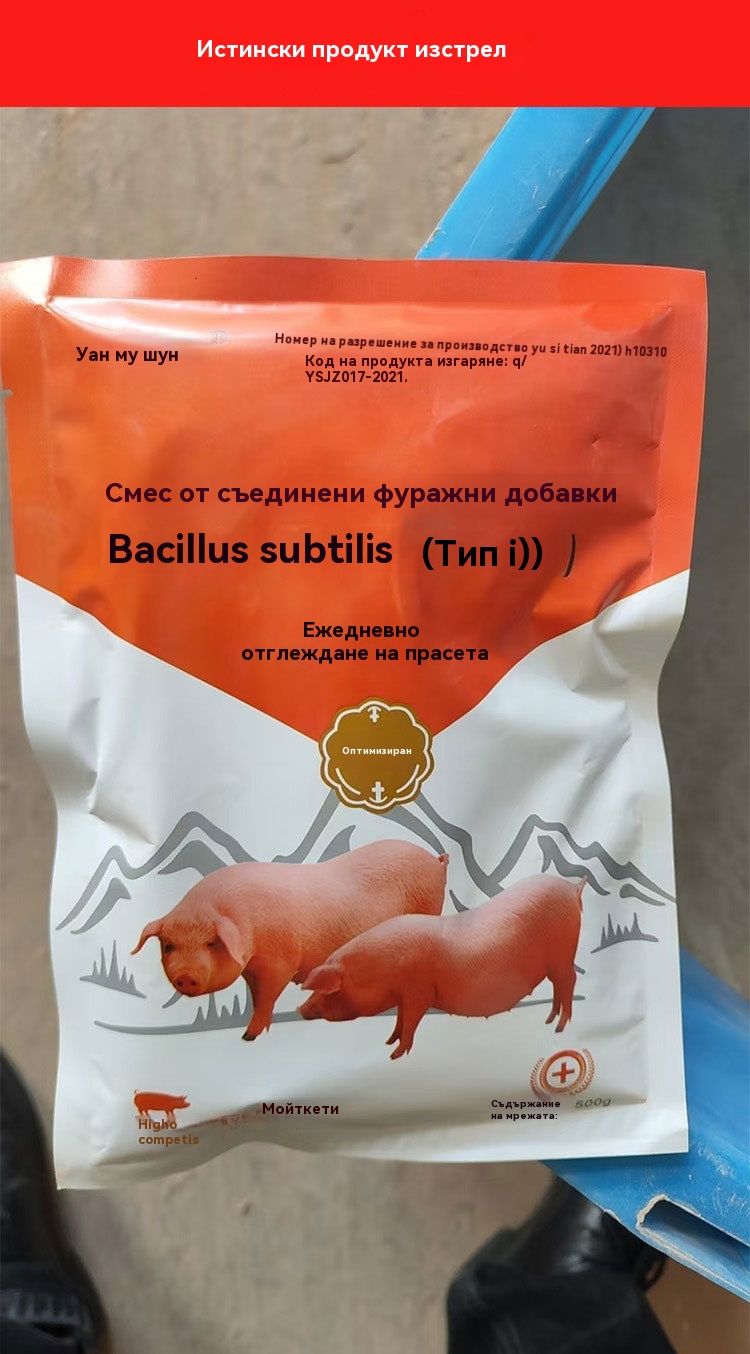 Истински продукт изстрел
Уан му шун
®
Номер на разрешение за производство yu si tian 2021) h10310
Код на продукта изгаряне: q/
YSJZ017-2021.
Смес от съединени фуражни добавки
Bacillus subtilis (Тип i)) )
Ежедневно
отглеждане на прасета
Оптимизиран
Higho
competis
Мойткети
Съдържание
на мрежата:
500g